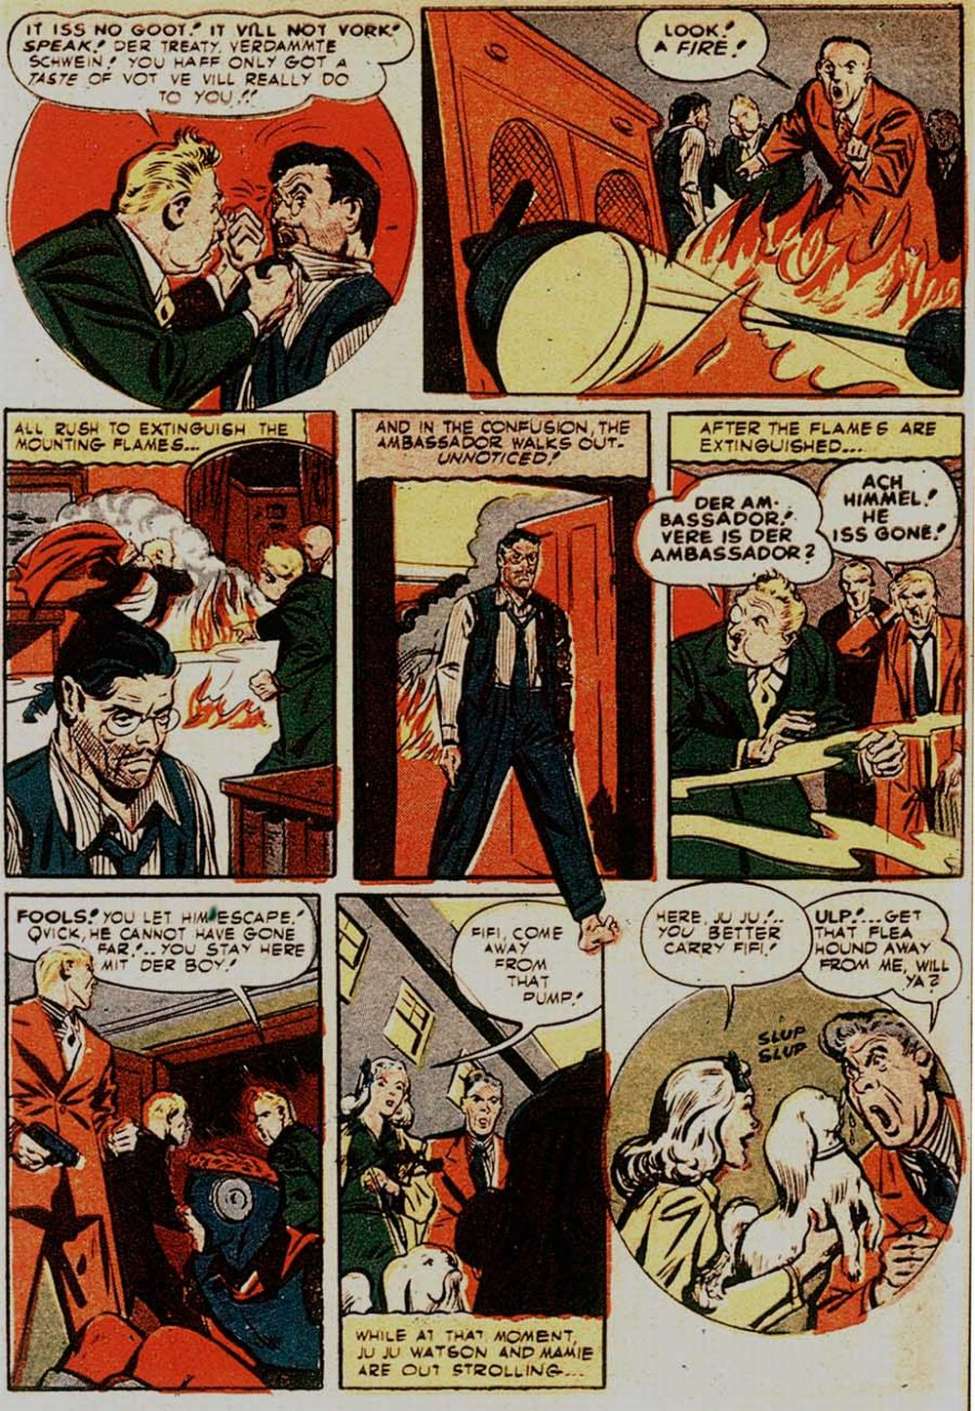 IT ISS NO GOOT! IT VILL NOT VORK!
SPEAK! DER TREATY, VERDAMMTE
SCHWEIN! YOU HAFF ONLY GOT A
TASTE OF VOT VE VILL REALLY DO
TO YOU!!
LOOK!
A FIRE!
ALL RUSH TO EXTINGUISH THE
MOUNTING FLAMES...
AND IN THE CONFUSION, THE
AMBASSADOR WALKS OUT-
UNNOTICED!
AFTER THE FLAMES ARE
EXTINGUISHED...
DER AM-
BASSADOR!
VERE IS DER
AMBASSADOR?
ACH
HIMMEL!
HE
ISS GONE!
FOOLS! YOU LET HIM ESCAPE!
QVICK, HE CANNOT HAVE GONE
FAR!... YOU STAY HERE
MIT DER BOY!
FIFI, COME
AWAY
FROM
THAT
DUMP!
WHILE AT THAT MOMENT,
JU JU WATSON AND MAMIE
ARE OUT STROLLING...
HERE, JU JU!..
YOU BETTER
CARRY FIFI!
ULP!...GET
THAT FLEA
HOUND AWAY
FROM ME, WILL
YA?
SLUP
SLUP